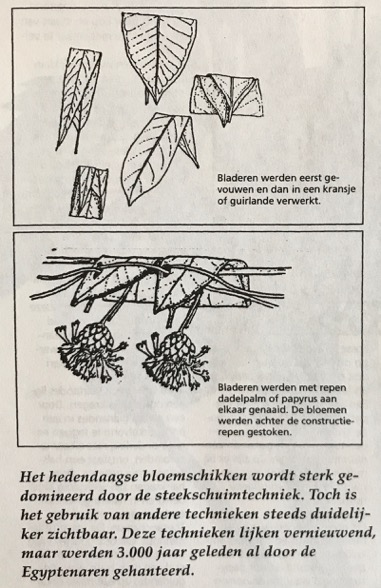 Bladeren werden eerst ge-
vouwen en dan in een kransje
of guirlande verwerkt.
Bladeren werden met repen
dadelpalm of papyrus aan
elkaar genaaid. De bloemen
werden achter de constructie-
repen gestoken.
Het hedendaagse bloemschikken wordt sterk ge-
domineerd door de steekschuimtechniek. Toch is
het gebruik van andere technieken steeds duidelij-
ker zichtbaar. Deze technieken lijken vernieuwend,
maar werden 3.000 jaar geleden al door de
Egyptenaren gehanteerd.